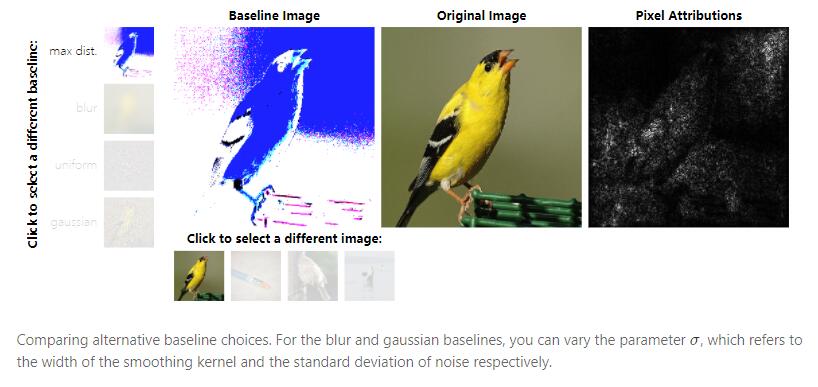 Baseline Image
Original Image
Pixel Attributions
Click to select a different baseline:
max dist.
blur
uniform
gaussian
Click to select a different image:
Comparing alternative baseline choices. For the blur and gaussian baselines, you can vary the parameter σ, which refers to
the width of the smoothing kernel and the standard deviation of noise respectively.